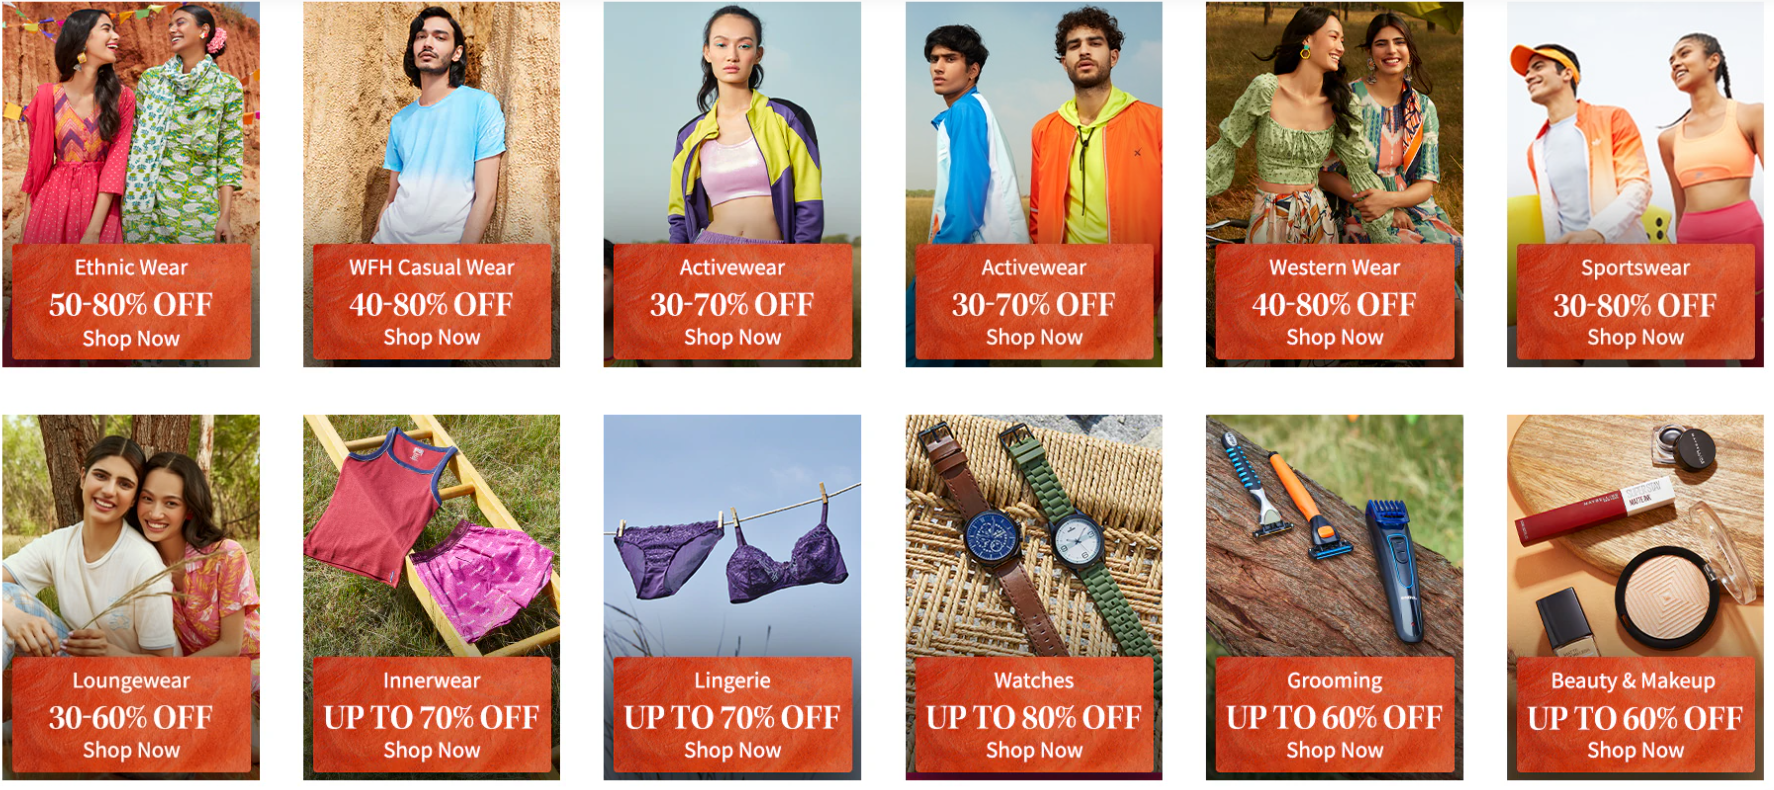 Ethnic Wear
50-80% OFF
Shop Now
WFH Casual Wear
40-80% OFF
Shop Now
Activewear
30-70% OFF
Shop Now
Activewear
30-70% OFF
Shop Now
Western Wear
40-80% OFF
Shop Now
Sportswear
30-80% OFF
Shop Now
Loungewear
30-60% OFF
Shop Now
Innerwear
UP TO 70% OFF
Shop Now
Lingerie
UP TO 70% OFF
Shop Now
Watches
UP TO 80% OFF
Shop Now
Grooming
UP TO 60% OFF
Shop Now
Beauty & Makeup
UP TO 60% OFF
Shop Now